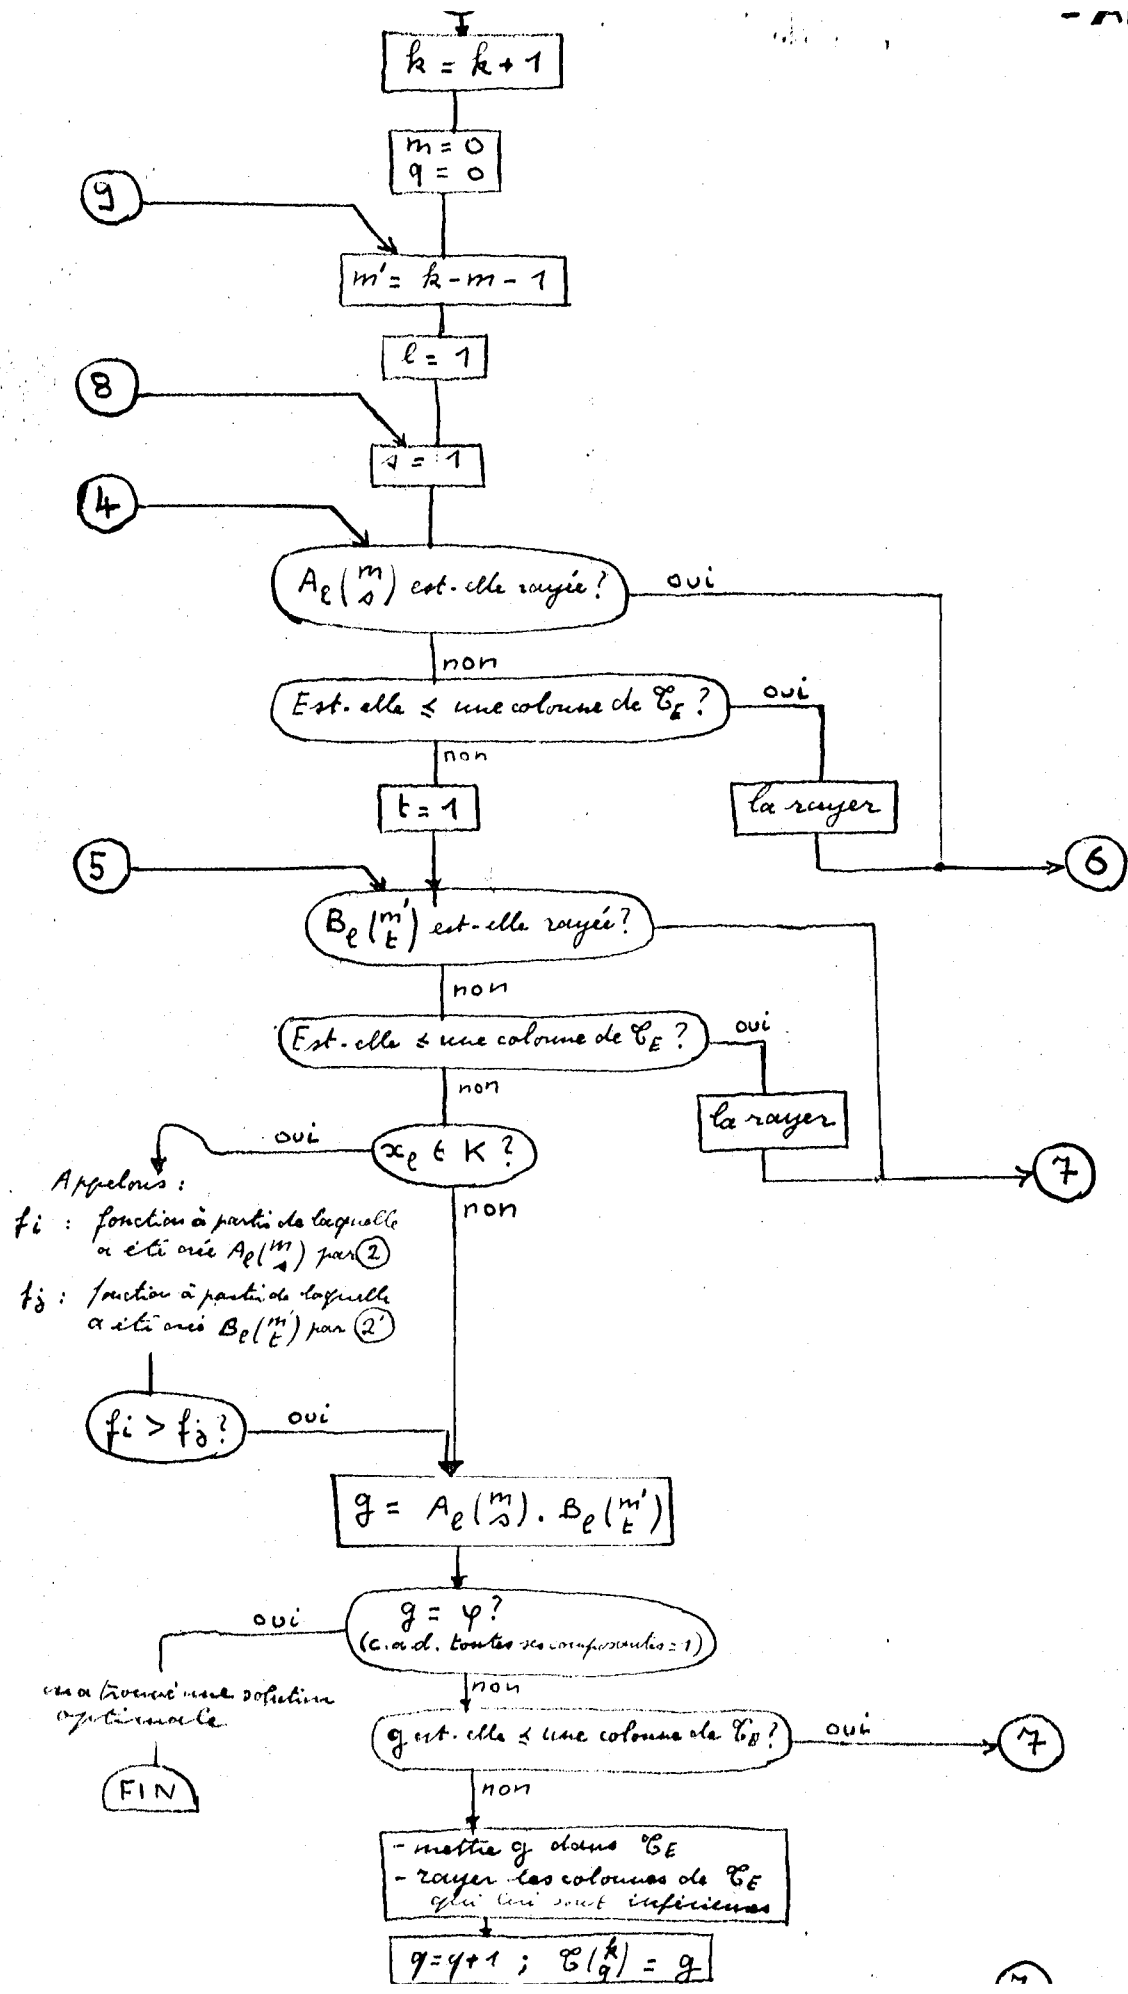 - A
k = k + 1
m = 0
q = 0
9
m' = k - m - 1
l = 1
8
s = 1
4
A_l (m s) est-elle rayée ?
oui
non
Est-elle ≤ une colonne de 𝒞_E ?
oui
non
t = 1
la rayer
5
6
B_l (m' t) est-elle rayée ?
non
Est-elle ≤ une colonne de 𝒞_E ?
oui
non
la rayer
oui
x_l ∈ K ?
7
non
Appelons :
fi : fonction à partir de laquelle
a été créé A_l (m s) par 2
fj : fonction à partir de laquelle
a été créé B_l (m' t) par 2'
fi > fj ?
oui
g = A_l (m s) . B_l (m' t)
g = φ ?
(c.a.d. toutes ses composantes = 1)
oui
non
on a trouvé une solution
optimale
FIN
g est-elle ≤ une colonne de 𝒞_E ?
oui
7
non
- mettre g dans 𝒞_E
- rayer les colonnes de 𝒞_E
qui lui sont inférieures
q = q + 1 ; 𝒞 (k q) = g
7